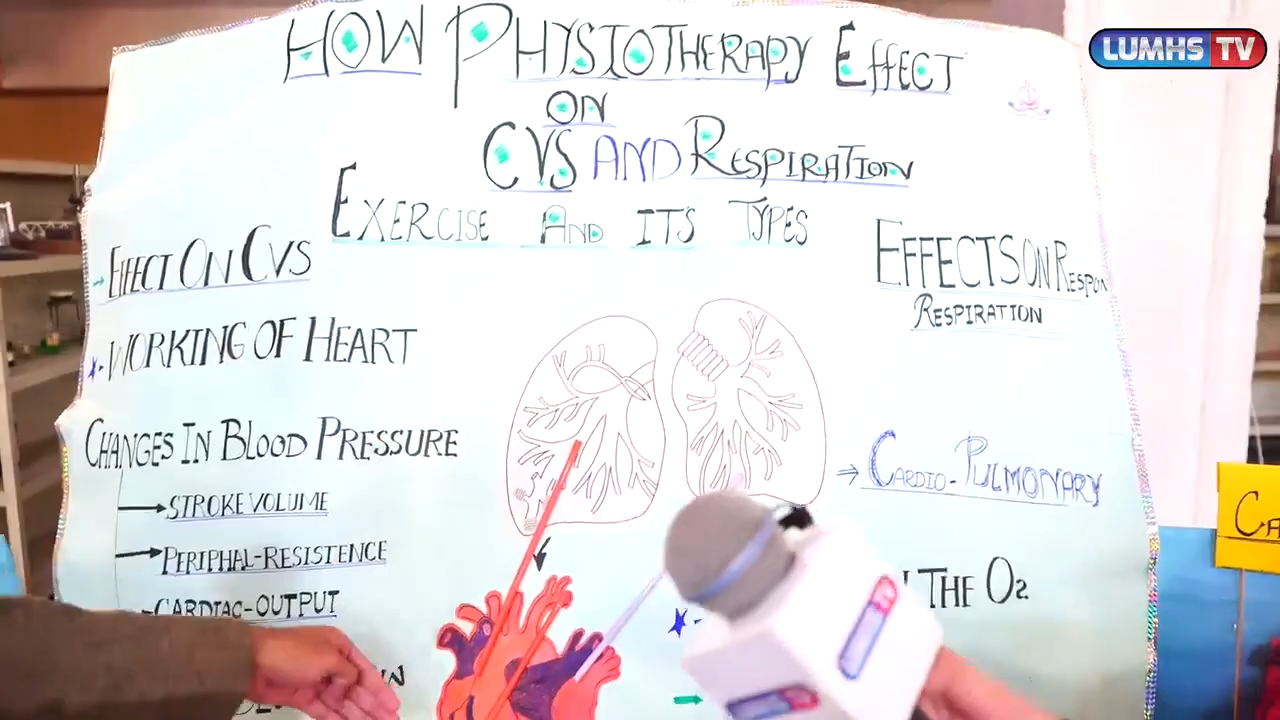 LUMHS TV
HOW PHYSIOTHERAPY EFFECT
ON
CVS AND RESPIRATION
EXERCISE AND ITS TYPES
EFFECT ON CVS
WORKING OF HEART
CHANGES IN BLOOD PRESSURE
STROKE VOLUME
PERIPHAL-RESISTENCE
CARDIAC-OUTPUT
EFFECTS ON RESPON
RESPIRATION
CARDIO-PULMONARY
THE O2